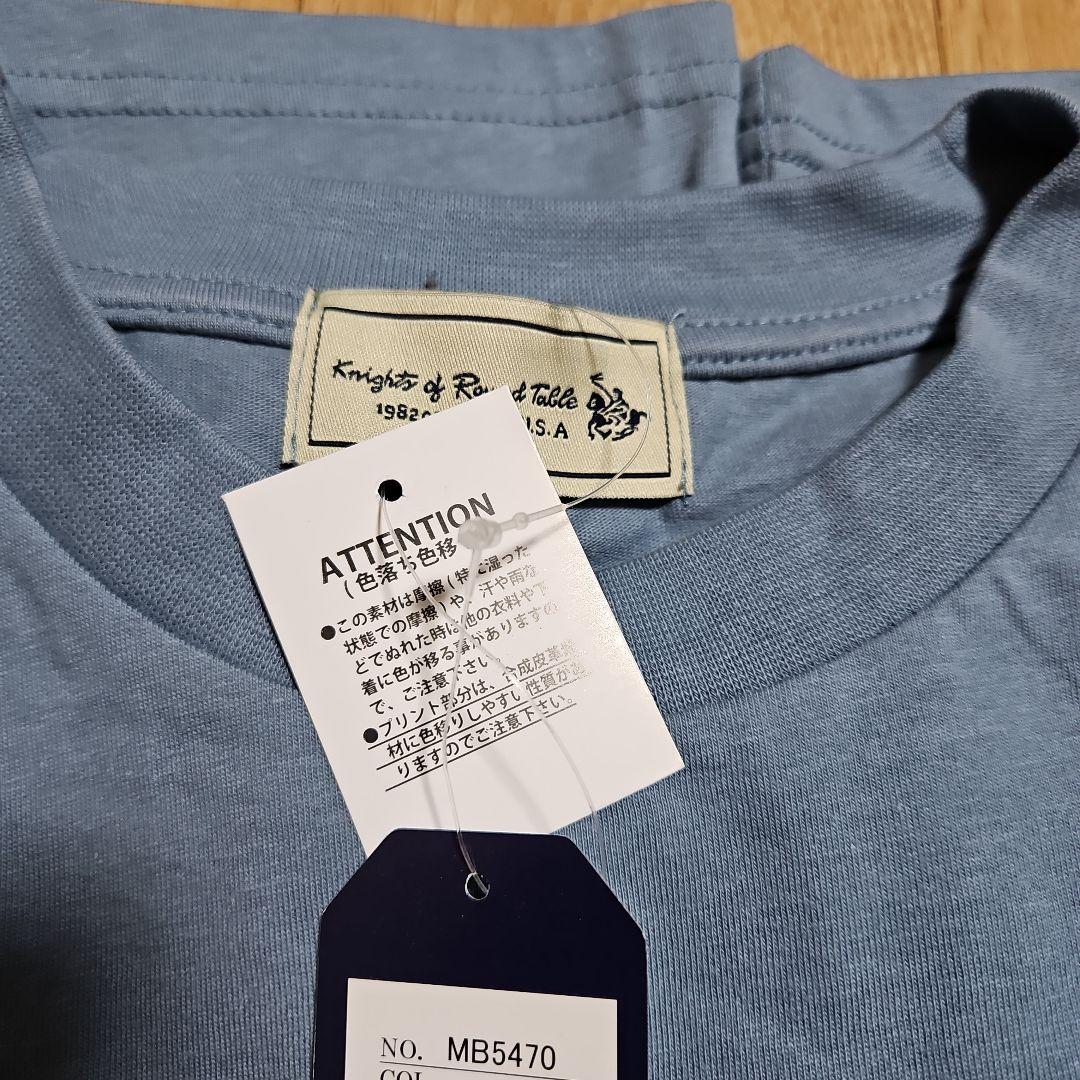 Knights of Round Table
1982 U.S.A
ATTENTION
(色落ち色移
●この素材は摩擦(特に湿った
状態での摩擦)や、汗や雨な
どでぬれた時は他の衣料や下
着に色が移る事がありますの
で、ご注意下さい。
●プリント部分は、合成皮革
材に色移りしやすい性質があ
りますのでご注意下さい。
NO. MB5470
COL